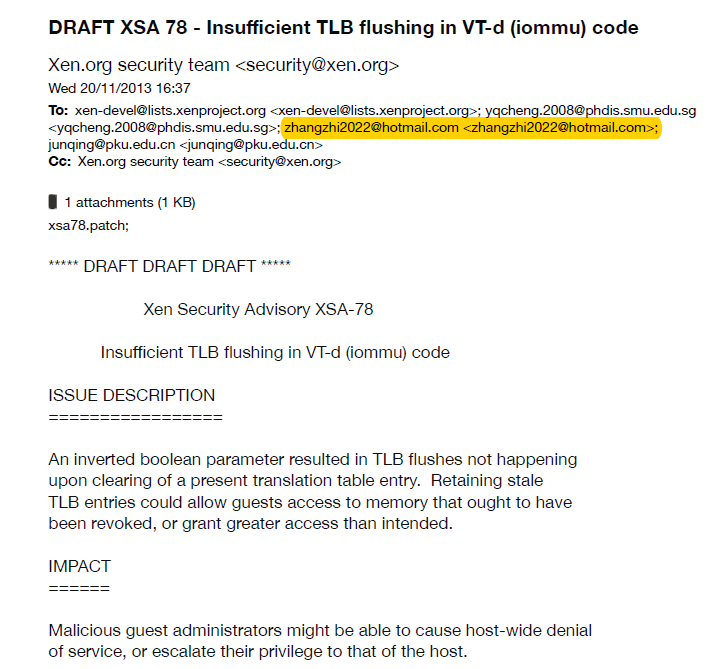 DRAFT XSA 78 - Insufficient TLB flushing in VT-d (iommu) code
Xen.org security team <security@xen.org>
Wed 20/11/2013 16:37
To: xen-devel@lists.xenproject.org <xen-devel@lists.xenproject.org>; yqcheng.2008@phdis.smu.edu.sg
<yqcheng.2008@phdis.smu.edu.sg>; zhangzhi2022@hotmail.com <zhangzhi2022@hotmail.com>;
junqing@pku.edu.cn <junqing@pku.edu.cn>
Cc: Xen.org security team <security@xen.org>
1 attachments (1 KB)
xsa78.patch;
***** DRAFT DRAFT DRAFT *****
Xen Security Advisory XSA-78
Insufficient TLB flushing in VT-d (iommu) code
ISSUE DESCRIPTION
=================
An inverted boolean parameter resulted in TLB flushes not happening
upon clearing of a present translation table entry.  Retaining stale
TLB entries could allow guests access to memory that ought to have
been revoked, or grant greater access than intended.
IMPACT
======
Malicious guest administrators might be able to cause host-wide denial
of service, or escalate their privilege to that of the host.